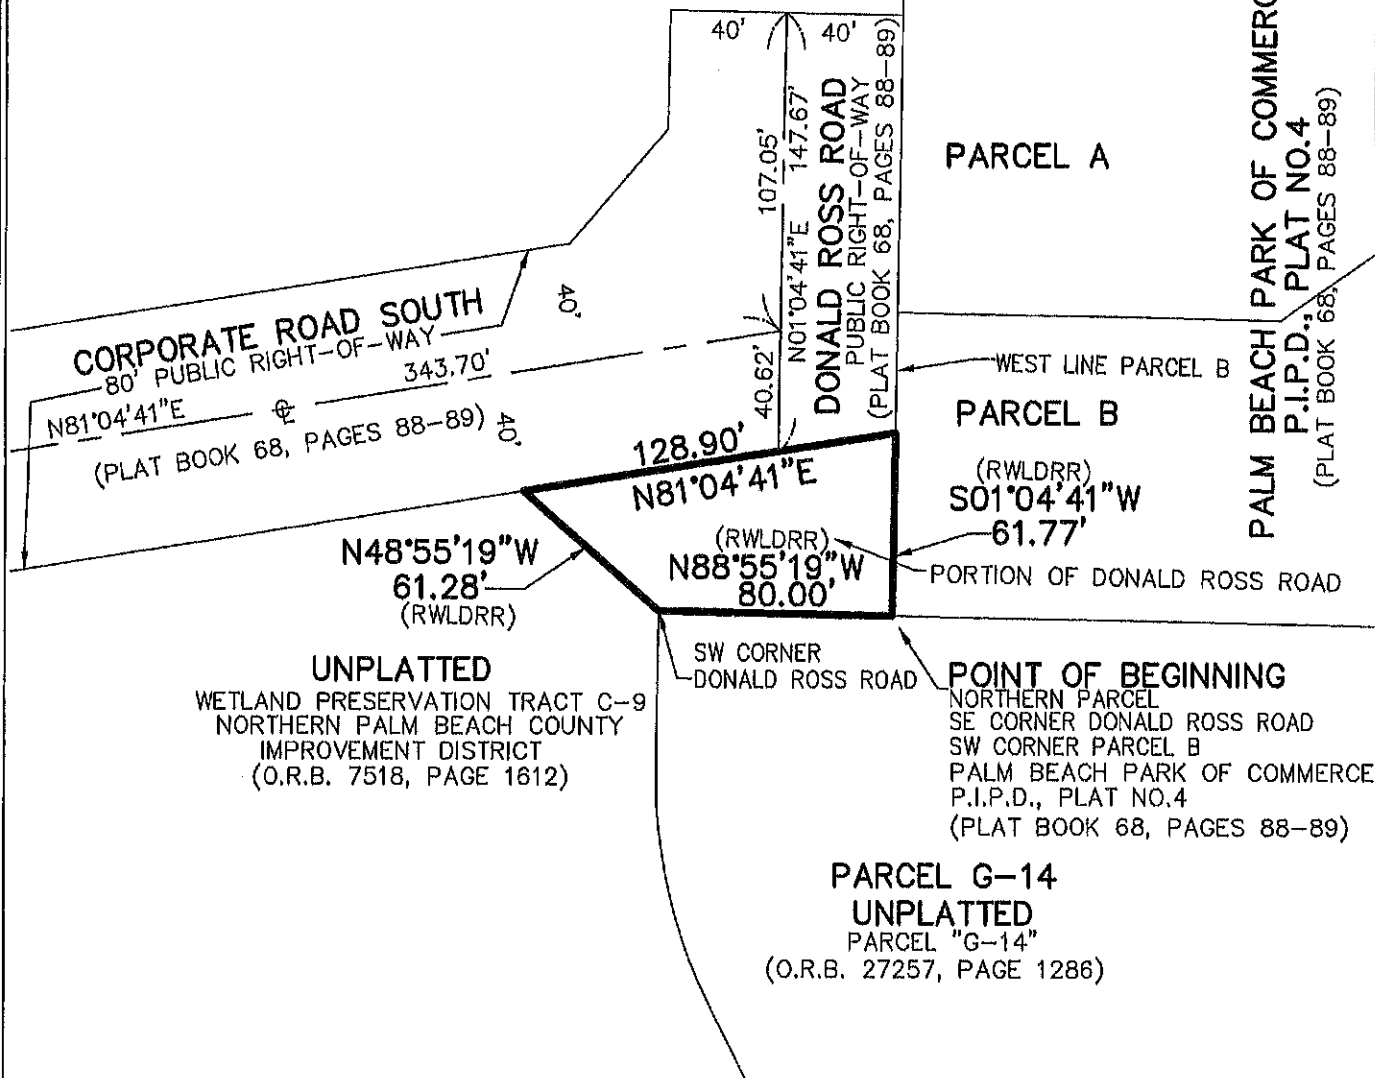 40' 40'
107.05'
N01°04'41"E 147.67'
DONALD ROSS ROAD
PUBLIC RIGHT-OF-WAY
(PLAT BOOK 68, PAGES 88-89)
PARCEL A
PALM BEACH PARK OF COMMERC
P.I.P.D., PLAT NO.4
(PLAT BOOK 68, PAGES 88-89)
CORPORATE ROAD SOUTH
80' PUBLIC RIGHT-OF-WAY
40'
343.70'
N81°04'41"E ℄
(PLAT BOOK 68, PAGES 88-89)
40'
40.62'
WEST LINE PARCEL B
PARCEL B
128.90'
N81°04'41"E
(RWLDRR)
S01°04'41"W
61.77'
N48°55'19"W
61.28'
(RWLDRR)
(RWLDRR)
N88°55'19"W
80.00'
PORTION OF DONALD ROSS ROAD
SW CORNER
DONALD ROSS ROAD
UNPLATTED
WETLAND PRESERVATION TRACT C-9
NORTHERN PALM BEACH COUNTY
IMPROVEMENT DISTRICT
(O.R.B. 7518, PAGE 1612)
POINT OF BEGINNING
NORTHERN PARCEL
SE CORNER DONALD ROSS ROAD
SW CORNER PARCEL B
PALM BEACH PARK OF COMMERCE
P.I.P.D., PLAT NO.4
(PLAT BOOK 68, PAGES 88-89)
PARCEL G-14
UNPLATTED
PARCEL "G-14"
(O.R.B. 27257, PAGE 1286)